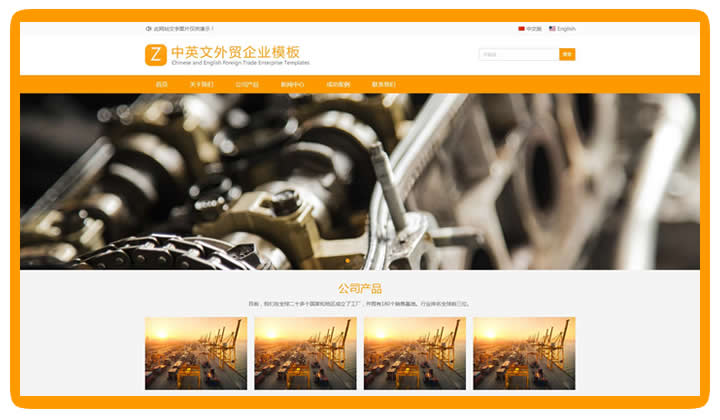 此网站文字图片仅供演示！
中文版 English
Z 中英文外贸企业模板
Chinese and English Foreign Trade Enterprise Templates
搜索
首页 关于我们 公司产品 新闻中心 成功案例 联系我们
公司产品
目前，我们在全球二十多个国家和地区成立了工厂，并拥有160个销售基地。行业排名全球前三位。